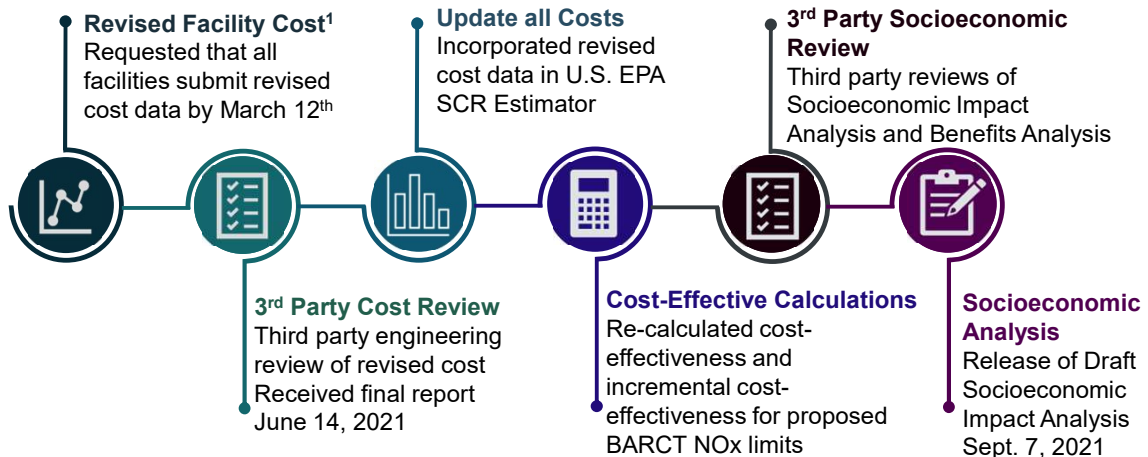 Revised Facility Cost¹
Requested that all
facilities submit revised
cost data by March 12ᵗʰ
3ʳᵈ Party Cost Review
Third party engineering
review of revised cost
Received final report
June 14, 2021
Update all Costs
Incorporated revised
cost data in U.S. EPA
SCR Estimator
Cost-Effective Calculations
Re-calculated cost-
effectiveness and
incremental cost-
effectiveness for proposed
BARCT NOx limits
3ʳᵈ Party Socioeconomic
Review
Third party reviews of
Socioeconomic Impact
Analysis and Benefits Analysis
Socioeconomic
Analysis
Release of Draft
Socioeconomic
Impact Analysis
Sept. 7, 2021